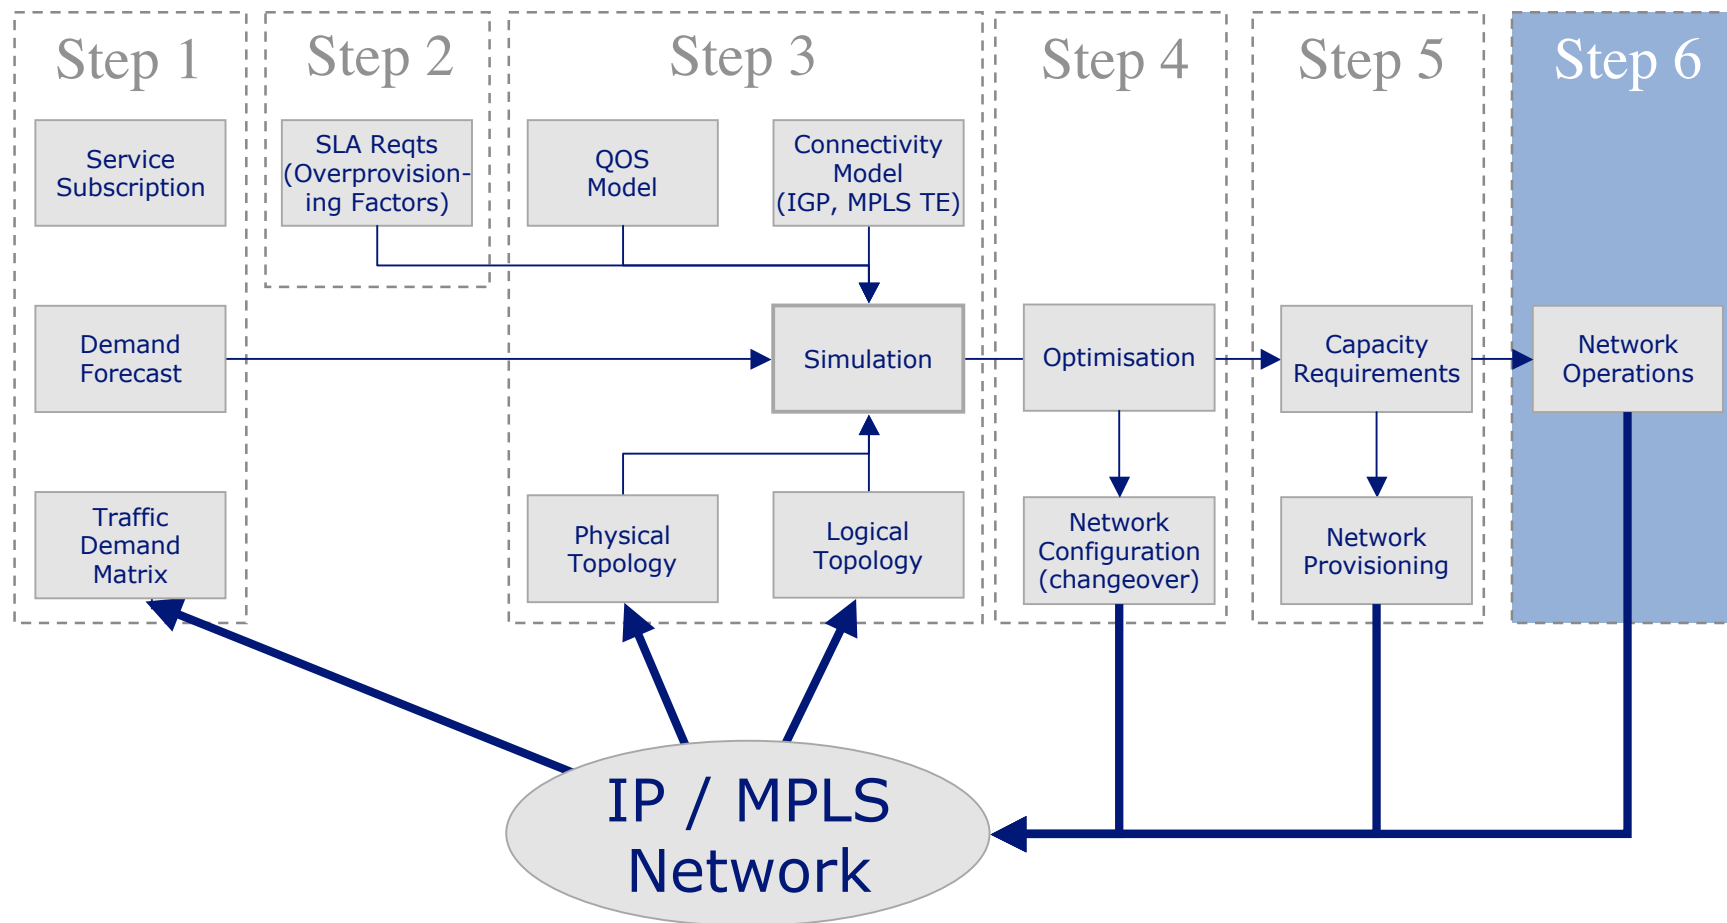 Step 1
Step 2
Step 3
Step 4
Step 5
Step 6
Service
Subscription
SLA Reqts
(Overprovision-
ing Factors)
QOS
Model
Connectivity
Model
(IGP, MPLS TE)
Demand
Forecast
Simulation
Optimisation
Capacity
Requirements
Network
Operations
Traffic
Demand
Matrix
Physical
Topology
Logical
Topology
Network
Configuration
(changeover)
Network
Provisioning
IP / MPLS
Network